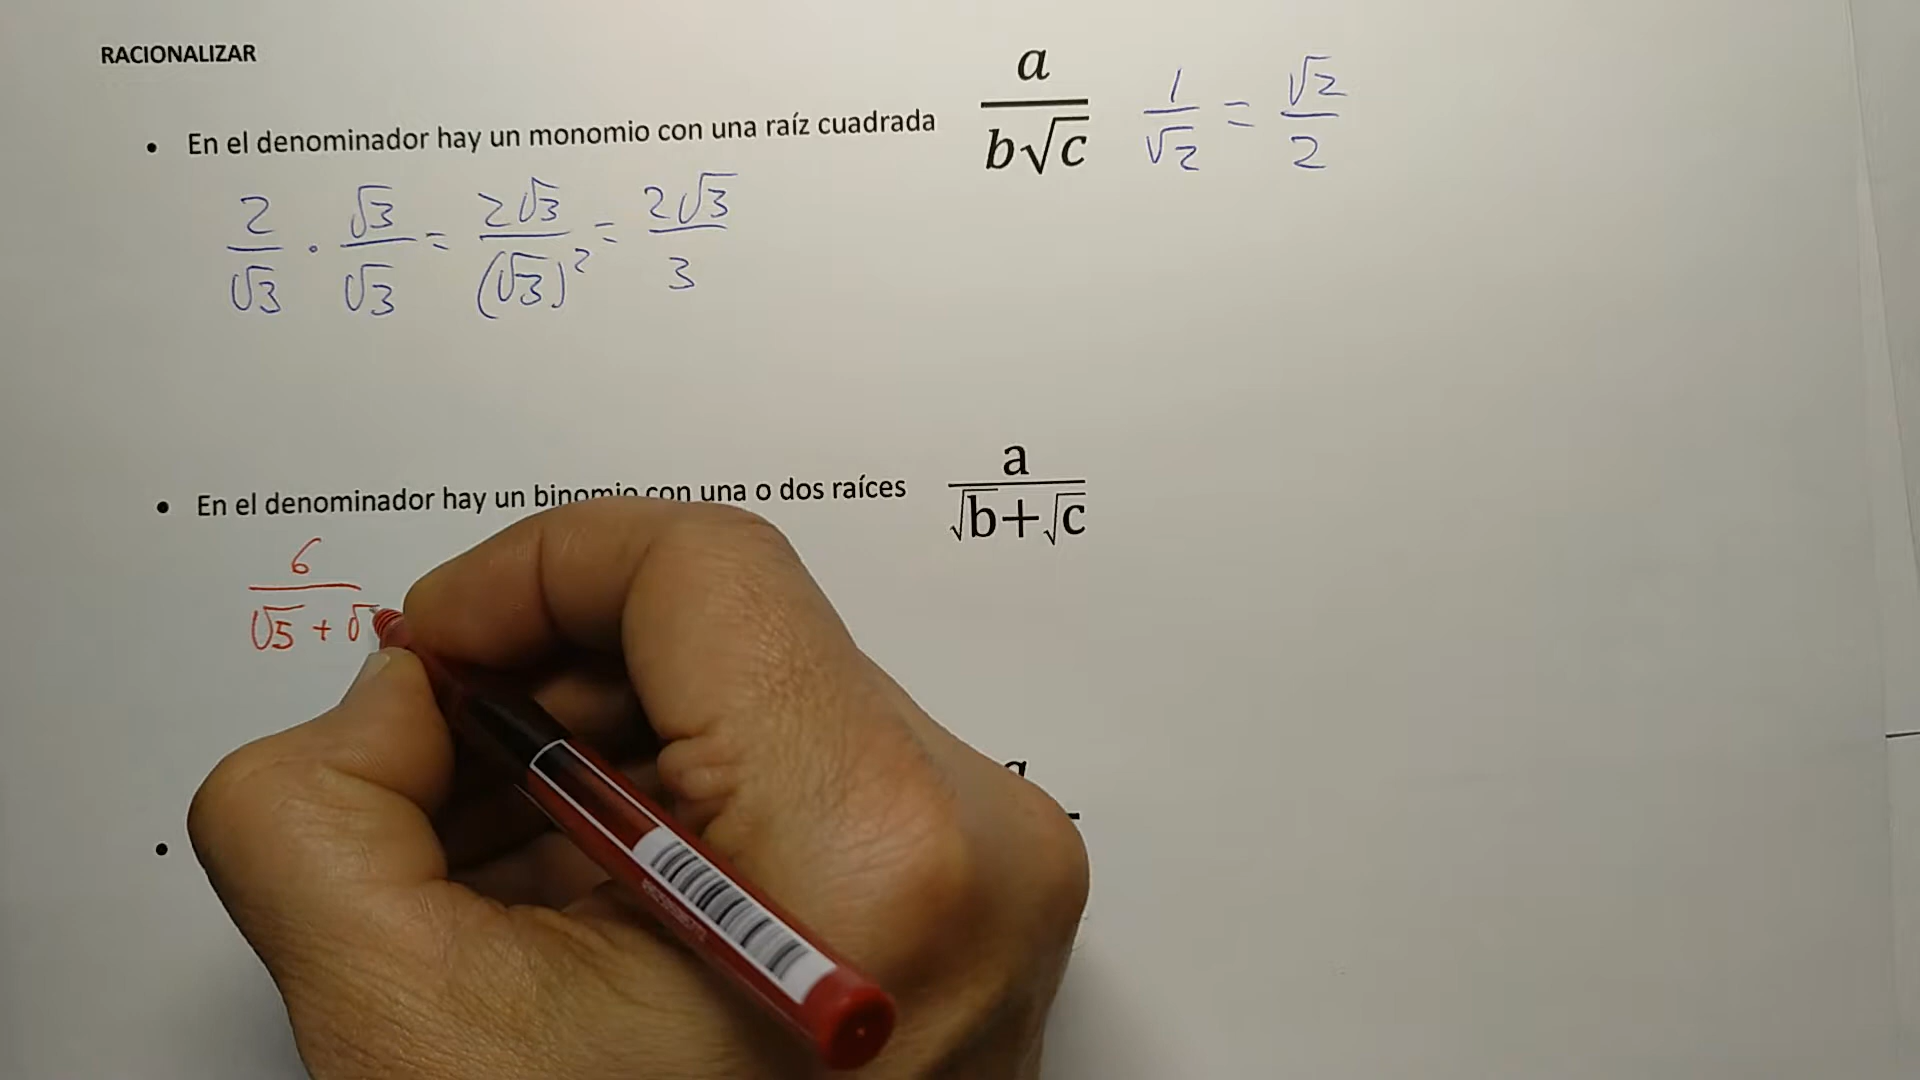 RACIONALIZAR
• En el denominador hay un monomio con una raíz cuadrada
a/(b√c) 1/√2 = √2/2
2/√3 · √3/√3 = 2√3/(√3)² = 2√3/3
• En el denominador hay un binomio con una o dos raíces
a/(√b+√c)
6/(√5 + √
a
•